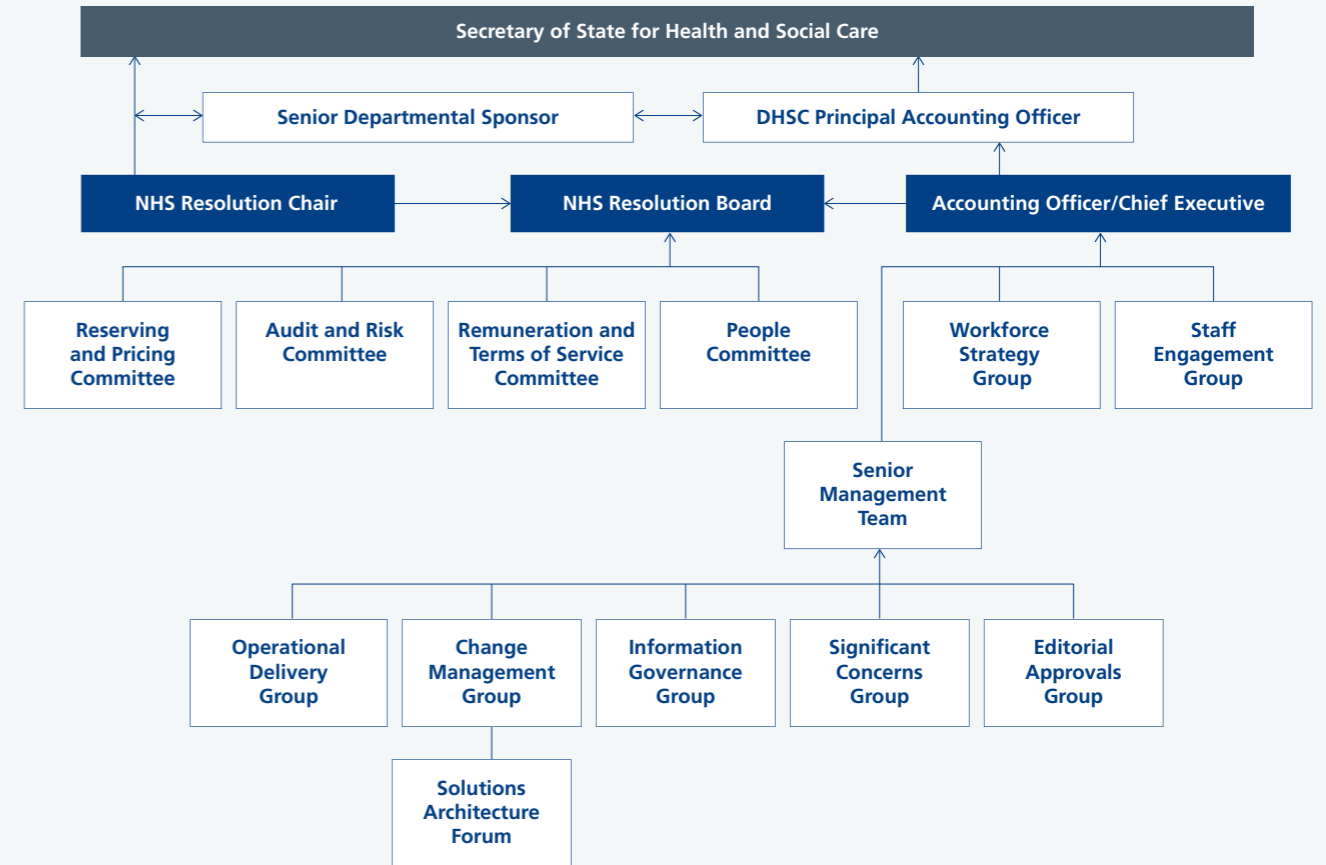 Secretary of State for Health and Social Care
Senior Departmental Sponsor
DHSC Principal Accounting Officer
NHS Resolution Chair
NHS Resolution Board
Accounting Officer/Chief Executive
Reserving
and Pricing
Committee
Audit and Risk
Committee
Remuneration and
Terms of Service
Committee
People
Committee
Workforce
Strategy
Group
Staff
Engagement
Group
Senior
Management
Team
Operational
Delivery
Group
Change
Management
Group
Information
Governance
Group
Significant
Concerns
Group
Editorial
Approvals
Group
Solutions
Architecture
Forum